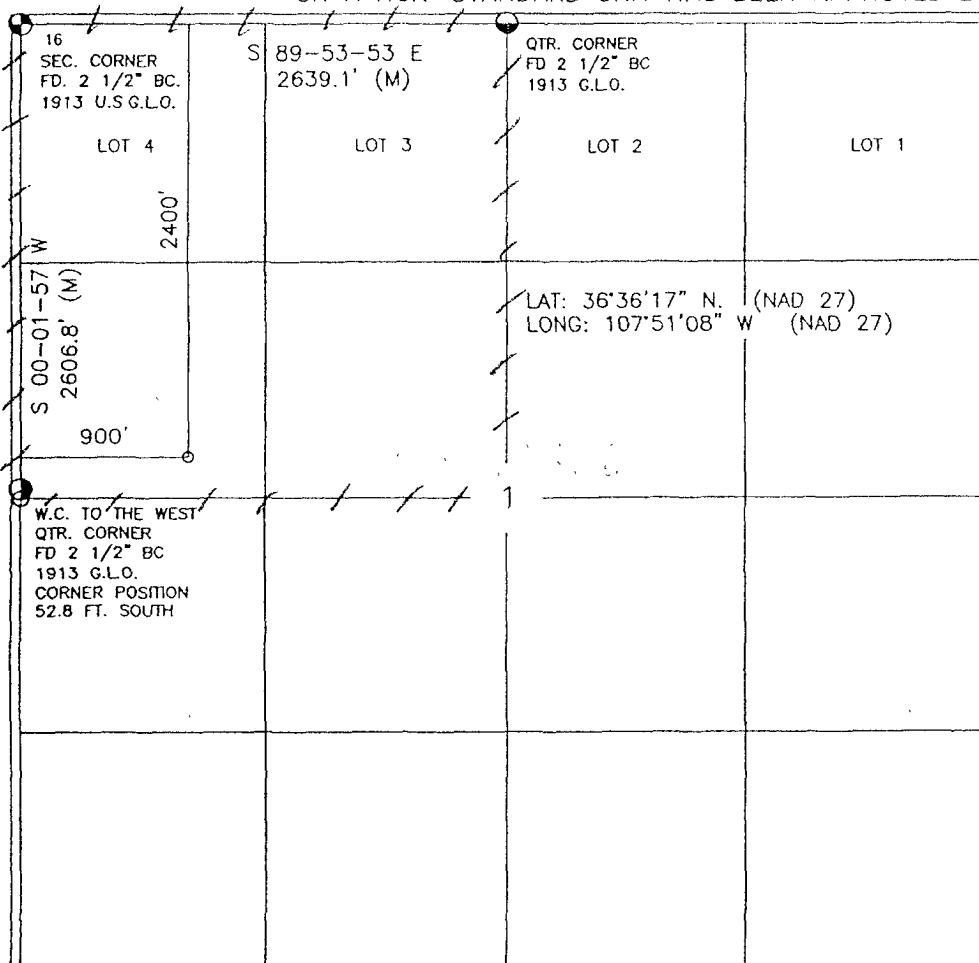 16
SEC. CORNER
FD. 2 1/2" BC.
1913 U.S G.L.O.
S 89-53-53 E
2639.1' (M)
QTR. CORNER
FD 2 1/2" BC
1913 G.L.O.
LOT 4
LOT 3
LOT 2
LOT 1
2400'
S 00-01-57 W
2606.8' (M)
LAT: 36°36'17" N. (NAD 27)
LONG: 107°51'08" W (NAD 27)
900'
1
W.C. TO THE WEST
QTR. CORNER
FD 2 1/2" BC
1913 G.L.O.
CORNER POSITION
52.8 FT. SOUTH